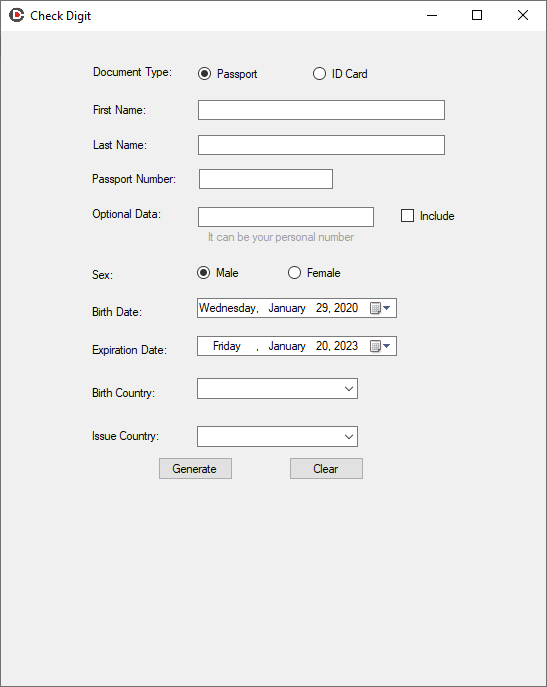 Check Digit
Document Type: Passport ID Card
First Name:
Last Name:
Passport Number:
Optional Data: Include
It can be your personal number
Sex: Male Female
Birth Date: Wednesday, January 29, 2020
Expiration Date: Friday , January 20, 2023
Birth Country:
Issue Country:
Generate Clear